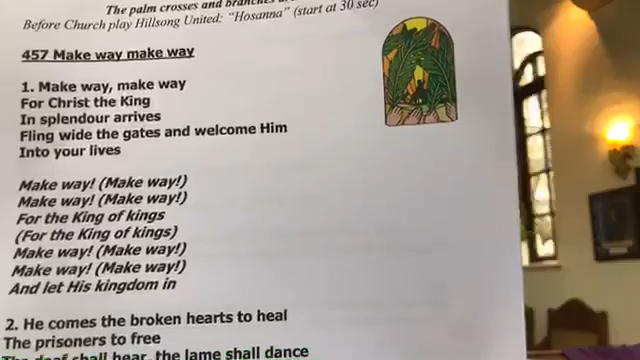 The palm crosses and branches
Before Church play Hillsong United: “Hosanna” (start at 30 sec)
457 Make way make way
1. Make way, make way
For Christ the King
In splendour arrives
Fling wide the gates and welcome Him
Into your lives
Make way! (Make way!)
Make way! (Make way!)
For the King of kings
(For the King of kings)
Make way! (Make way!)
Make way! (Make way!)
And let His kingdom in
2. He comes the broken hearts to heal
The prisoners to free
The deaf shall hear, the lame shall dance